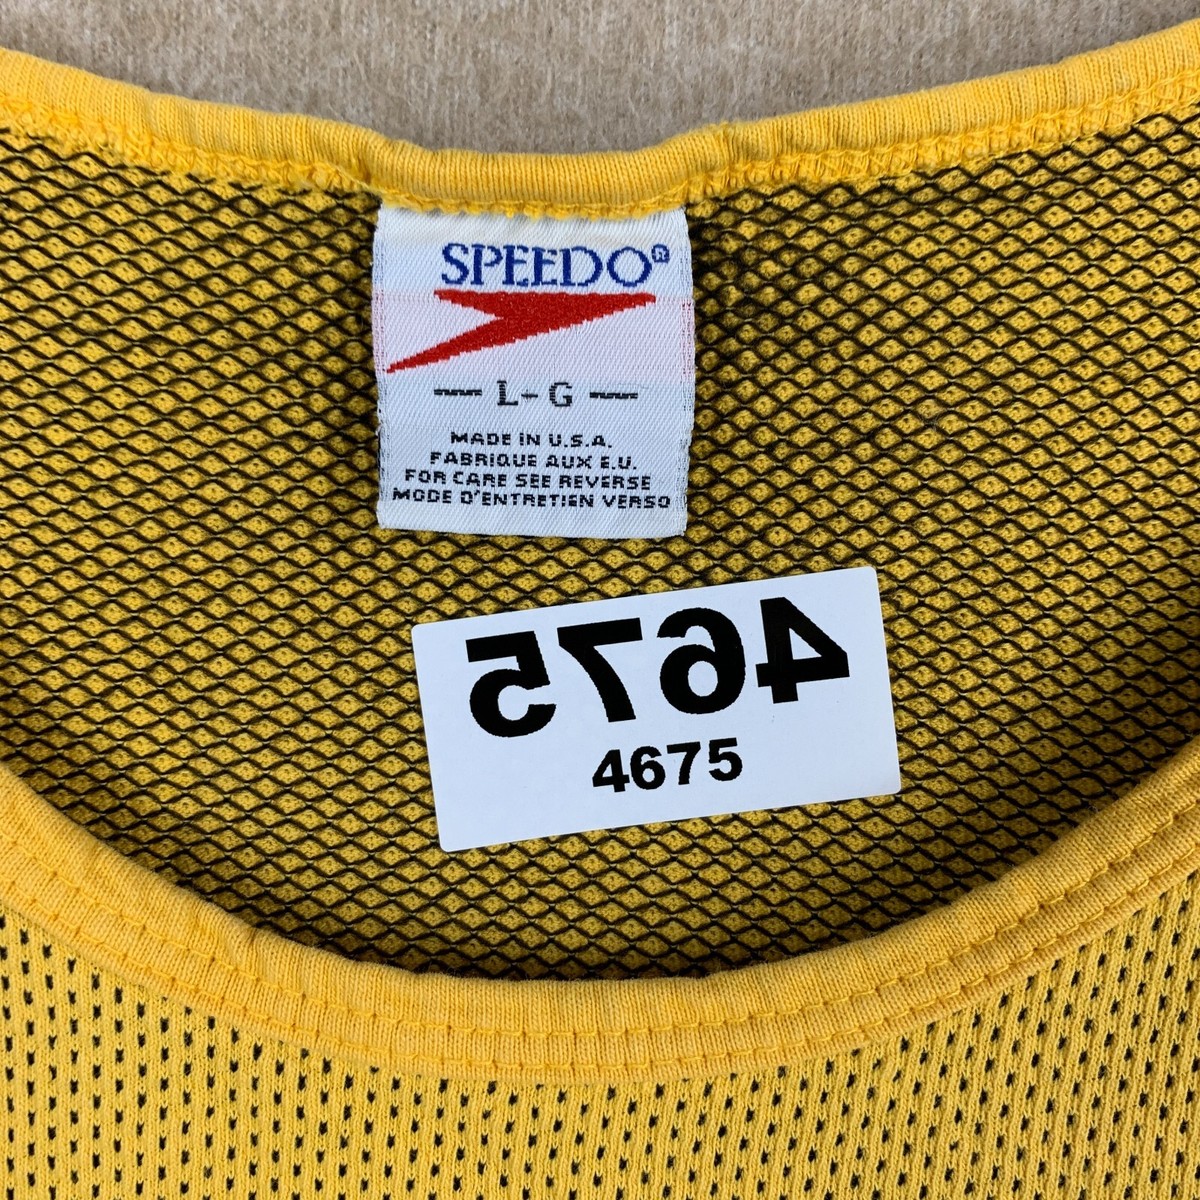 SPEEDO®
— L-G —
MADE IN U.S.A.
FABRIQUE AUX E.U.
FOR CARE SEE REVERSE
MODE D'ENTRETIEN VERSO
4675
4675